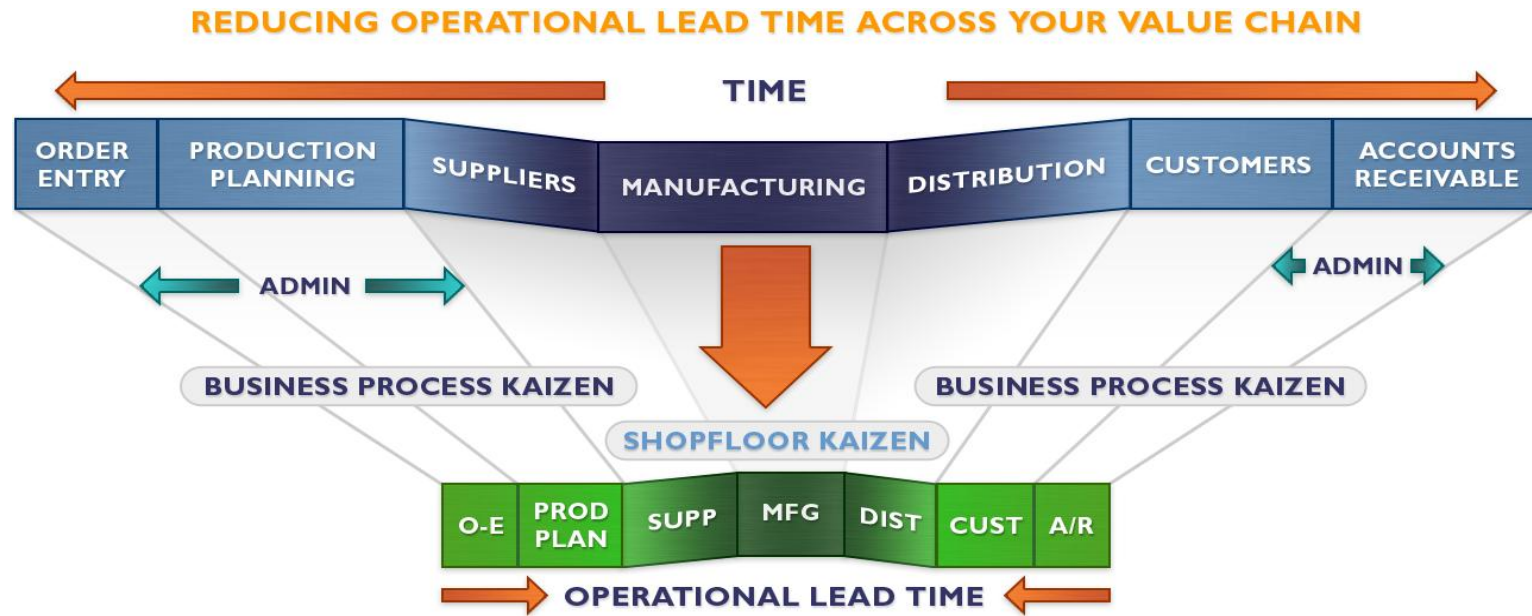 REDUCING OPERATIONAL LEAD TIME ACROSS YOUR VALUE CHAIN
TIME
ORDER
ENTRY
PRODUCTION
PLANNING
SUPPLIERS
MANUFACTURING
DISTRIBUTION
CUSTOMERS
ACCOUNTS
RECEIVABLE
ADMIN
ADMIN
BUSINESS PROCESS KAIZEN
BUSINESS PROCESS KAIZEN
SHOPFLOOR KAIZEN
O-E
PROD
PLAN
SUPP
MFG
DIST
CUST
A/R
OPERATIONAL LEAD TIME